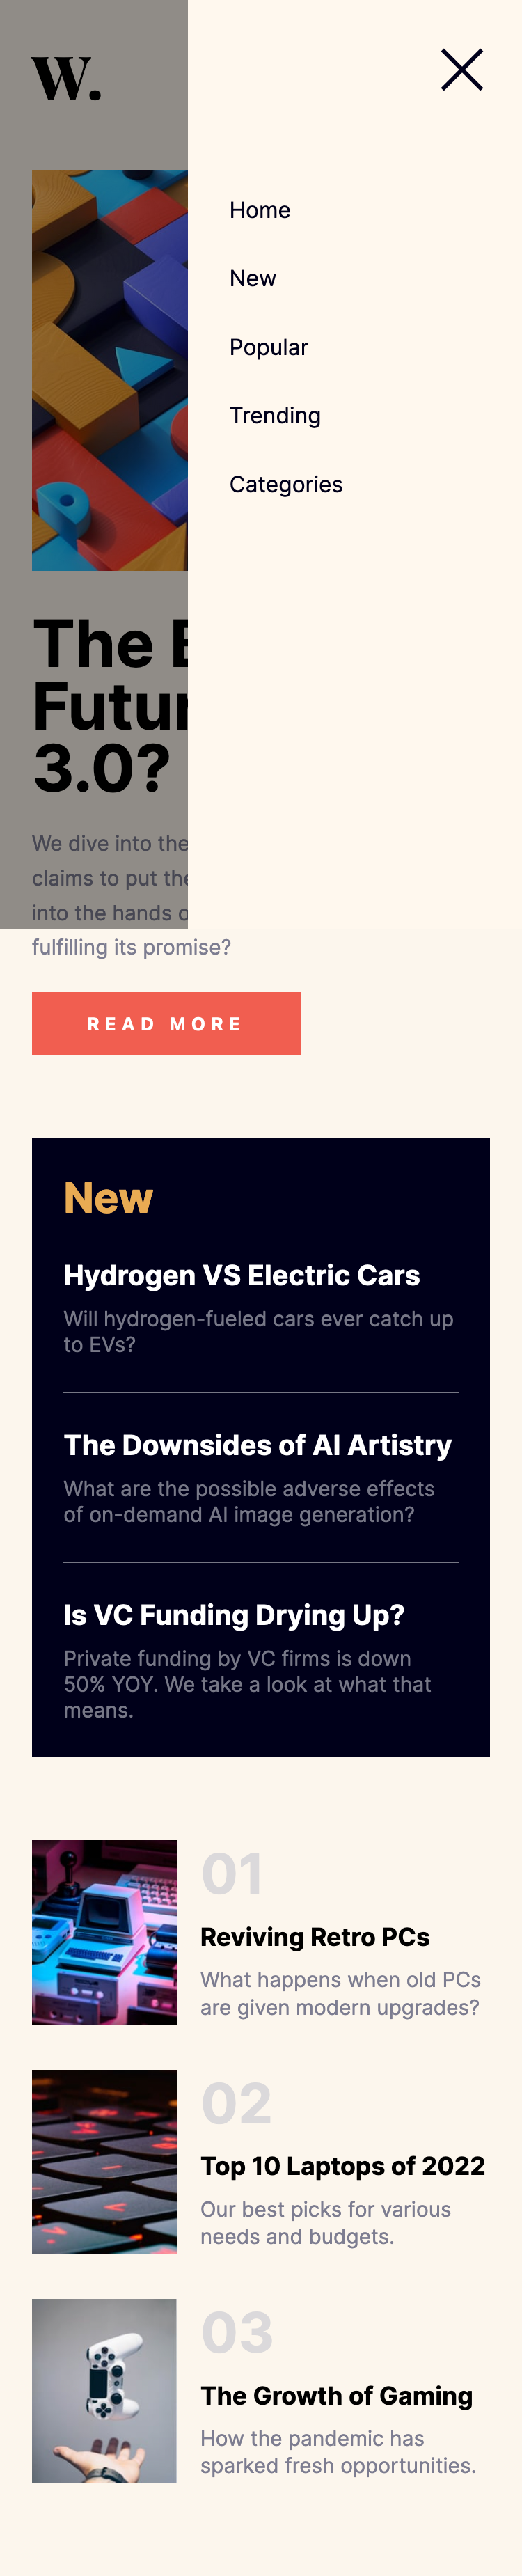 W.
Home
New
Popular
Trending
Categories
The
Futur
3.0?
We dive into the
claims to put the
into the hands o
fulfilling its promise?
READ MORE
New
Hydrogen VS Electric Cars
Will hydrogen-fueled cars ever catch up
to EVs?
The Downsides of AI Artistry
What are the possible adverse effects
of on-demand AI image generation?
Is VC Funding Drying Up?
Private funding by VC firms is down
50% YOY. We take a look at what that
means.
01
Reviving Retro PCs
What happens when old PCs
are given modern upgrades?
02
Top 10 Laptops of 2022
Our best picks for various
needs and budgets.
03
The Growth of Gaming
How the pandemic has
sparked fresh opportunities.